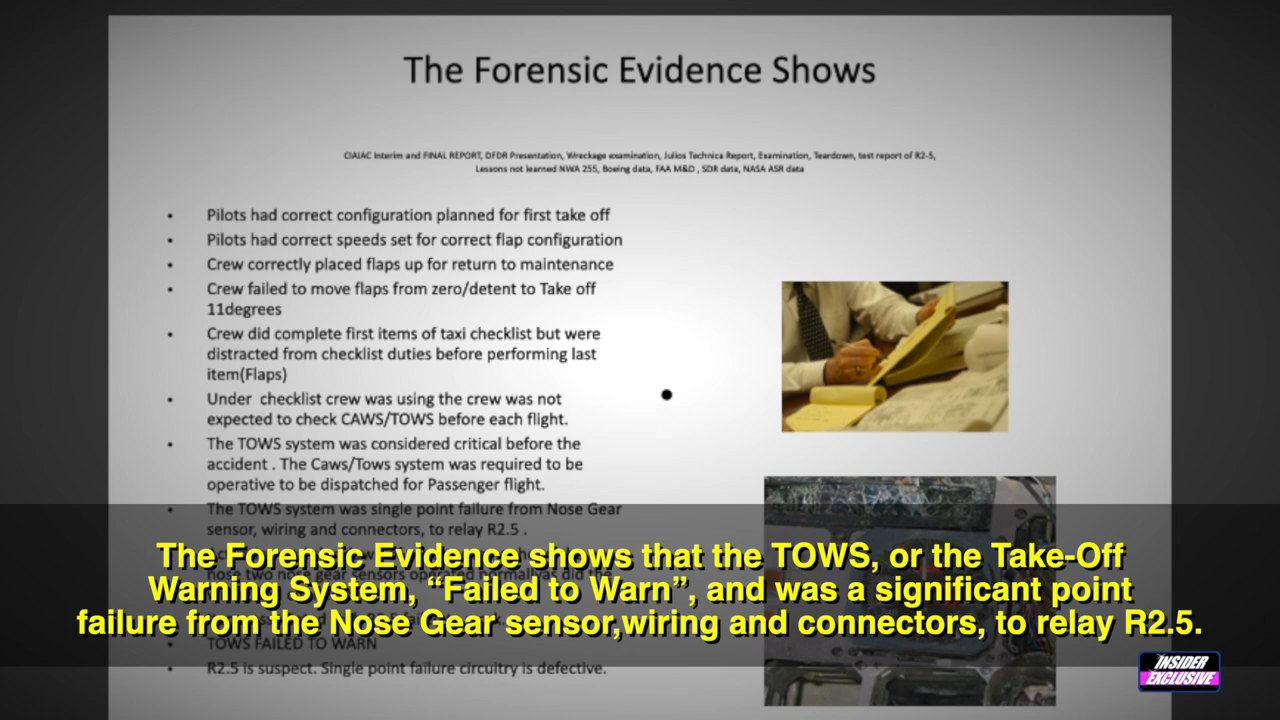 The Forensic Evidence Shows
CIAIAC Interim and FINAL REPORT, DFDR Presentation, Wreckage examination, Julios Technica Report, Examination, Teardown, test report of R2-5,
Lessons not learned NWA 255, Boeing data, FAA M&D , SDR data, NASA ASR data
• Pilots had correct configuration planned for first take off
• Pilots had correct speeds set for correct flap configuration
• Crew correctly placed flaps up for return to maintenance
• Crew failed to move flaps from zero/detent to Take off
11degrees
• Crew did complete first items of taxi checklist but were
distracted from checklist duties before performing last
item(Flaps)
• Under checklist crew was using the crew was not
expected to check CAWS/TOWS before each flight.
• The TOWS system was considered critical before the
accident . The Caws/Tows system was required to be
operative to be dispatched for Passenger flight.
• The TOWS system was single point failure from Nose Gear
sensor, wiring and connectors, to relay R2.5 .
nose two nose gear sensors operated normally as did the
• TOWS FAILED TO WARN
• R2.5 is suspect. Single point failure circuitry is defective.
The Forensic Evidence shows that the TOWS, or the Take-Off
Warning System, “Failed to Warn”, and was a significant point
failure from the Nose Gear sensor,wiring and connectors, to relay R2.5.
INSIDER
EXCLUSIVE